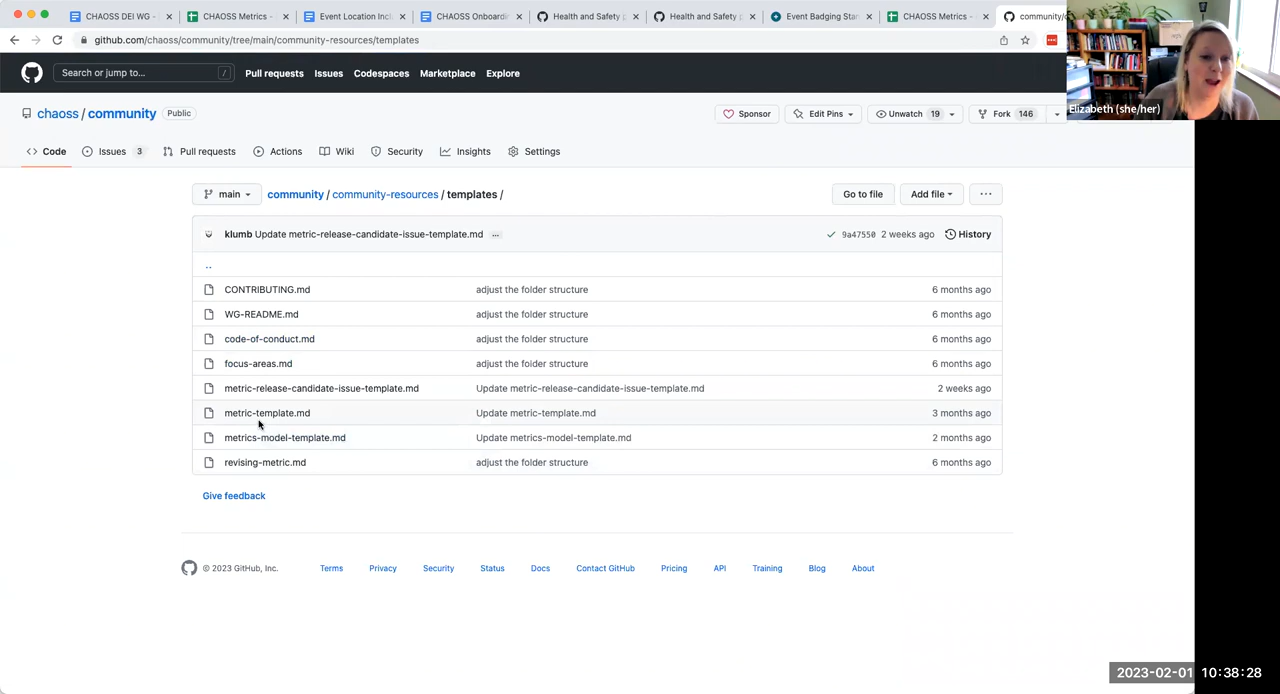 CHAOSS DEI WG - × CHAOSS Metrics - × Event Location Incl × CHAOSS Onboardin × Health and Safety p × Health and Safety p × Event Badging Stan × CHAOSS Metrics - × community/
github.com/chaoss/community/tree/main/community-resources/templates
Search or jump to... / Pull requests Issues Codespaces Marketplace Explore
Elizabeth (she/her)
chaoss / community Public Sponsor Edit Pins Unwatch 19 Fork 146
Code Issues 3 Pull requests Actions Wiki Security Insights Settings
main community / community-resources / templates / Go to file Add file ...
klumb Update metric-release-candidate-issue-template.md ... 9a47550 2 weeks ago History
..
CONTRIBUTING.md adjust the folder structure 6 months ago
WG-README.md adjust the folder structure 6 months ago
code-of-conduct.md adjust the folder structure 6 months ago
focus-areas.md adjust the folder structure 6 months ago
metric-release-candidate-issue-template.md Update metric-release-candidate-issue-template.md 2 weeks ago
metric-template.md Update metric-template.md 3 months ago
metrics-model-template.md Update metrics-model-template.md 2 months ago
revising-metric.md adjust the folder structure 6 months ago
Give feedback
© 2023 GitHub, Inc. Terms Privacy Security Status Docs Contact GitHub Pricing API Training Blog About
2023-02-01 10:38:28